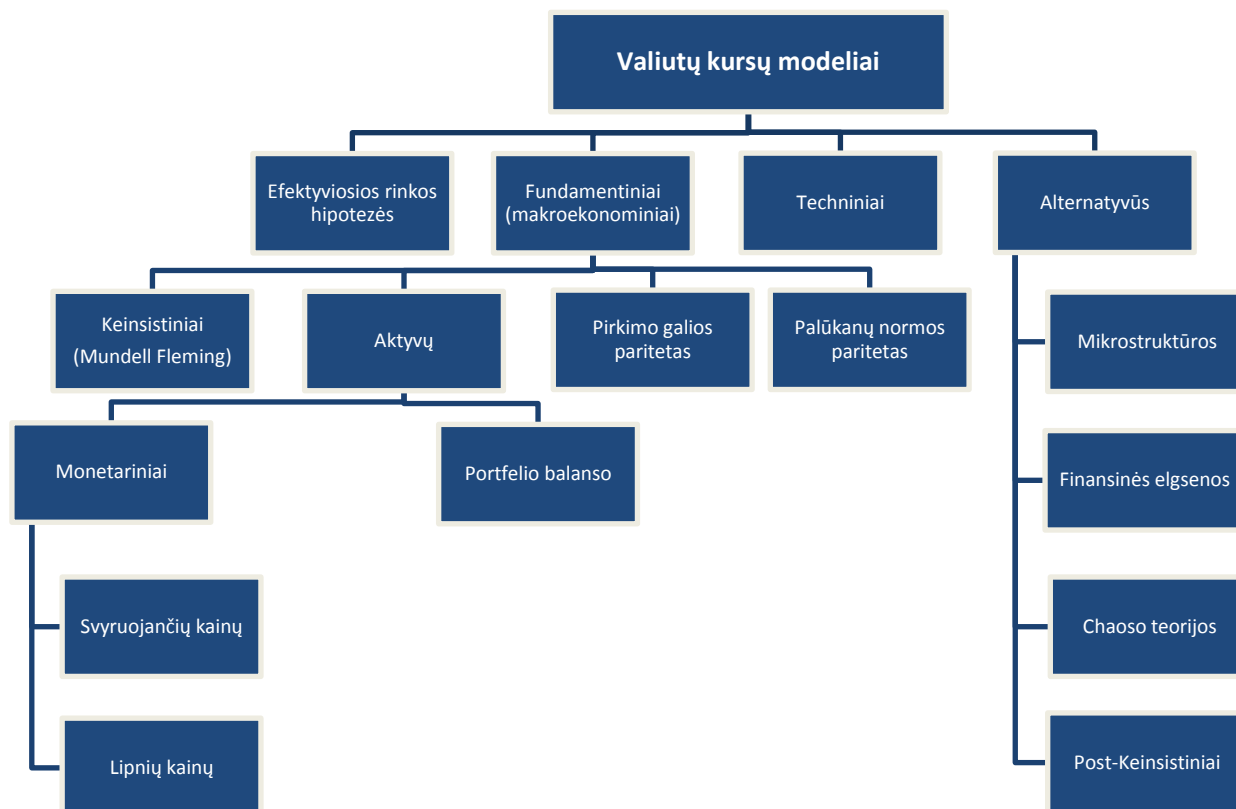 Valiutų kursų modeliai
Efektyviosios rinkos
hipotezės
Fundamentiniai
(makroekonominiai)
Techniniai
Alternatyvūs
Keinsistiniai
(Mundell Fleming)
Aktyvų
Pirkimo galios
paritetas
Palūkanų normos
paritetas
Mikrostruktūros
Monetariniai
Portfelio balanso
Finansinės elgsenos
Svyruojančių kainų
Chaoso teorijos
Lipnių kainų
Post-Keinsistiniai